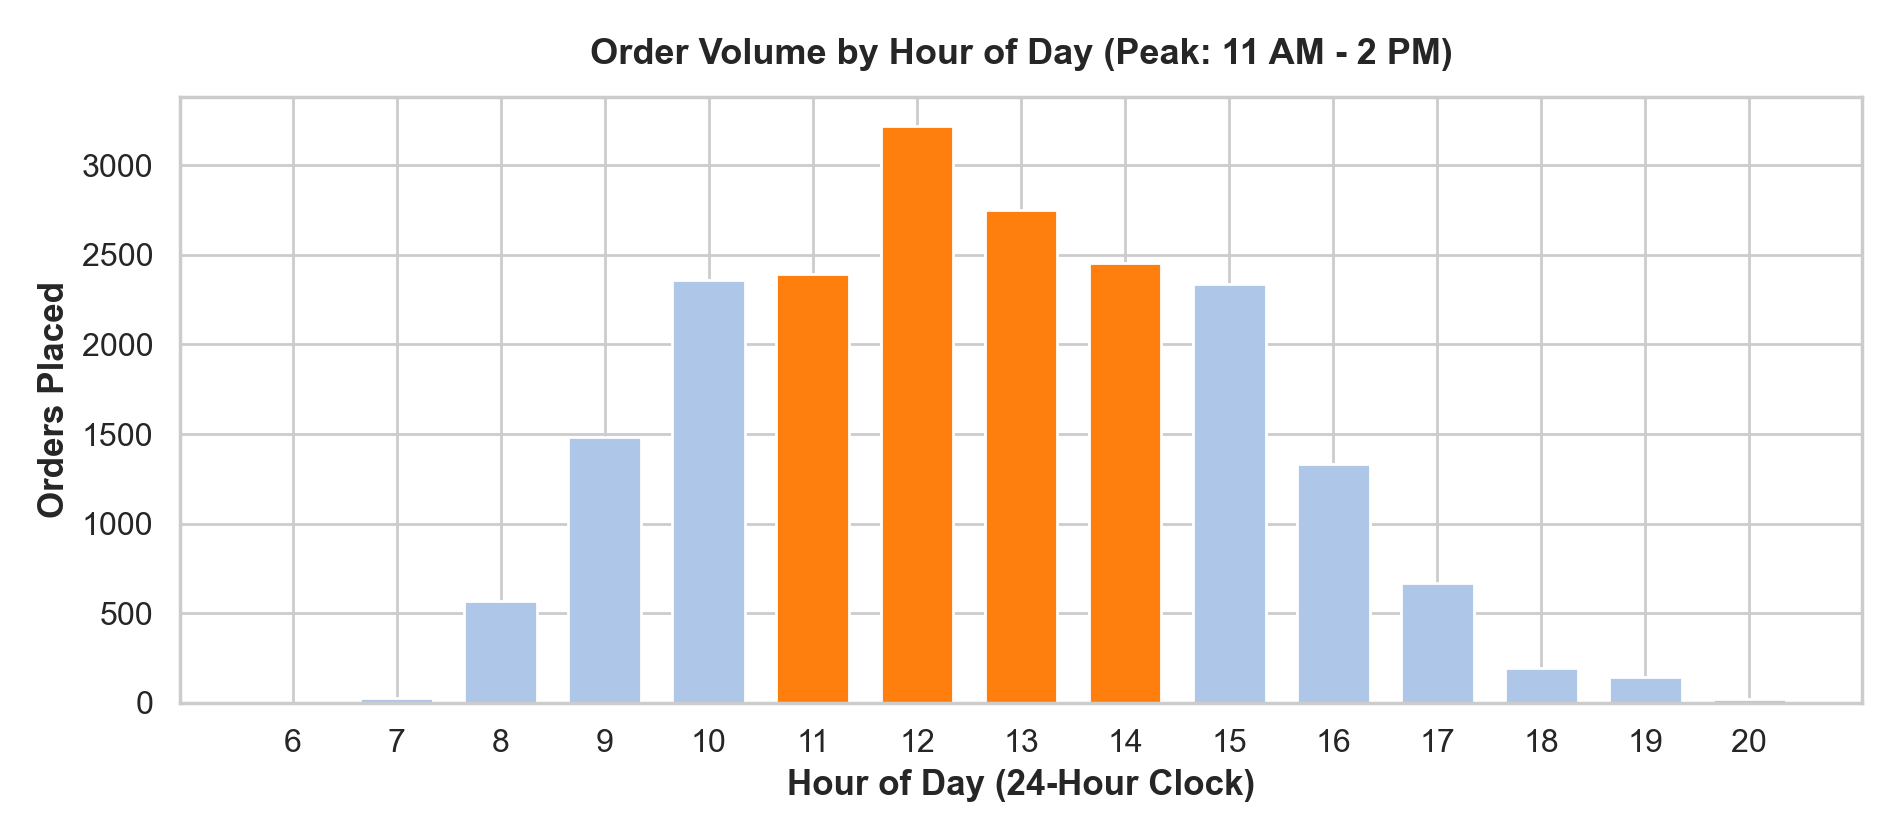 Order Volume by Hour of Day (Peak: 11 AM - 2 PM)
3000
2500
2000
1500
1000
500
0
Orders Placed
6 7 8 9 10 11 12 13 14 15 16 17 18 19 20
Hour of Day (24-Hour Clock)